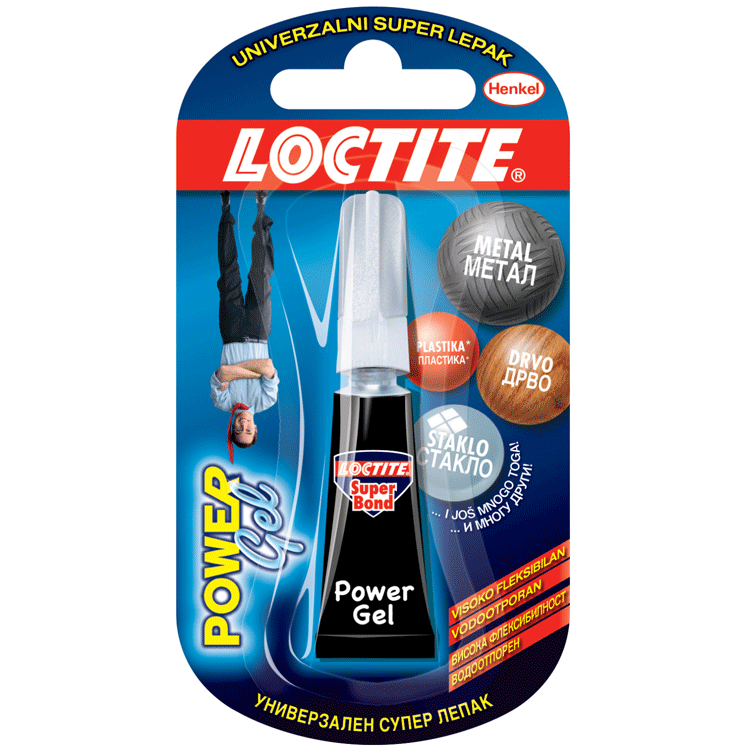 UNIVERZALNI SUPER LEPAK
Henkel
LOCTITE®
METAL
МЕТАЛ
PLASTIKA*
ПЛАСТИКА*
DRVO
ДРВО
STAKLO
СТАКЛО
... I JOŠ MNOGO TOGA!
... И МНОГУ ДРУГИ!
POWER
Gel
LOCTITE
Super
Bond
Power
Gel
VISOKO FLEKSIBILAN
VODOOTPORAN
ВИСОКА ФЛЕКСИБИЛНОСТ
ВОДООТПОРЕН
УНИВЕРЗАЛЕН СУПЕР ЛЕПАК